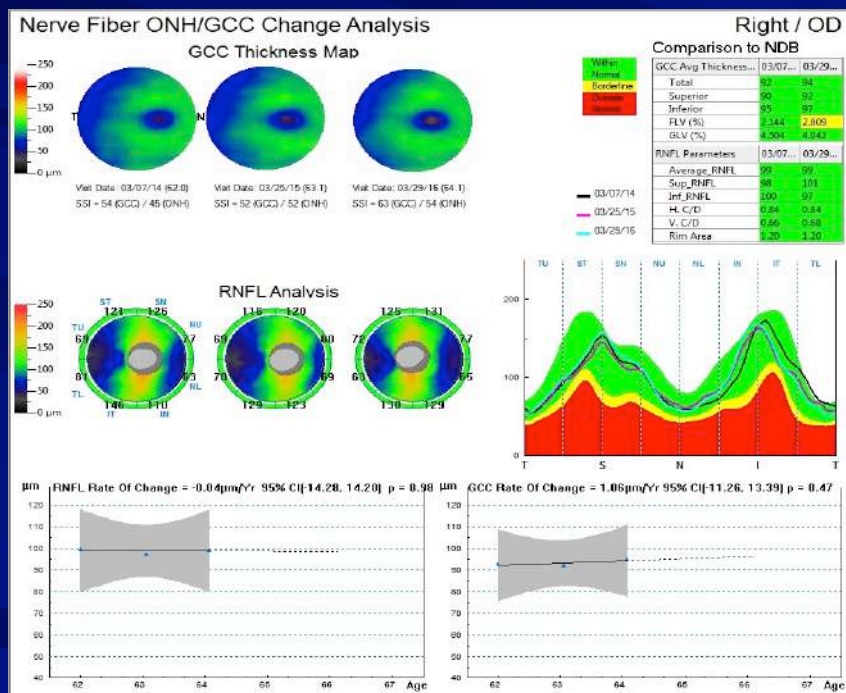 Nerve Fiber ONH/GCC Change Analysis
Right / OD
GCC Thickness Map
Comparison to NDB
µm
250
200
150
100
50
0 µm
T
N
Visit Date: 03/07/14 (62.0)
SSI = 54 (GCC) / 45 (ONH)
Visit Date: 03/25/15 (63.1)
SSI = 52 (GCC) / 52 (ONH)
Visit Date: 03/29/16 (64.1)
SSI = 63 (GCC) / 54 (ONH)
Within
Normal
Borderline
Outside
Normal
GCC Avg Thickness... 03/07... 03/29...
Total 92 94
Superior 90 92
Inferior 95 97
FLV (%) 2.144 2.809
GLV (%) 4.504 4.042
RNFL Parameters 03/07... 03/29...
Average_RNFL 99 99
Sup_RNFL 98 101
Inf_RNFL 100 97
H. C/D 0.84 0.84
V. C/D 0.66 0.68
Rim Area 1.20 1.20
03/07/14
03/25/15
03/29/16
RNFL Analysis
250
200
150
100
50
0 µm
ST SN
121 126
TU NU
69 77
81 63
TL NL
146 110
IT IN
116 120
77
70 69
129 123
125 131
72
63 65
130 129
TU ST SN NU NL IN IT TL
200
100
0
T S N I T
µm RNFL Rate Of Change = -0.04µm/Yr 95% CI[-14.28, 14.20] p = 0.98
120
110
100
90
80
70
60
50
40
62 63 64 65 66 67 Age
µm GCC Rate Of Change = 1.06µm/Yr 95% CI[-11.26, 13.39] p = 0.47
120
110
100
90
80
70
60
50
40
62 63 64 65 66 67 Age